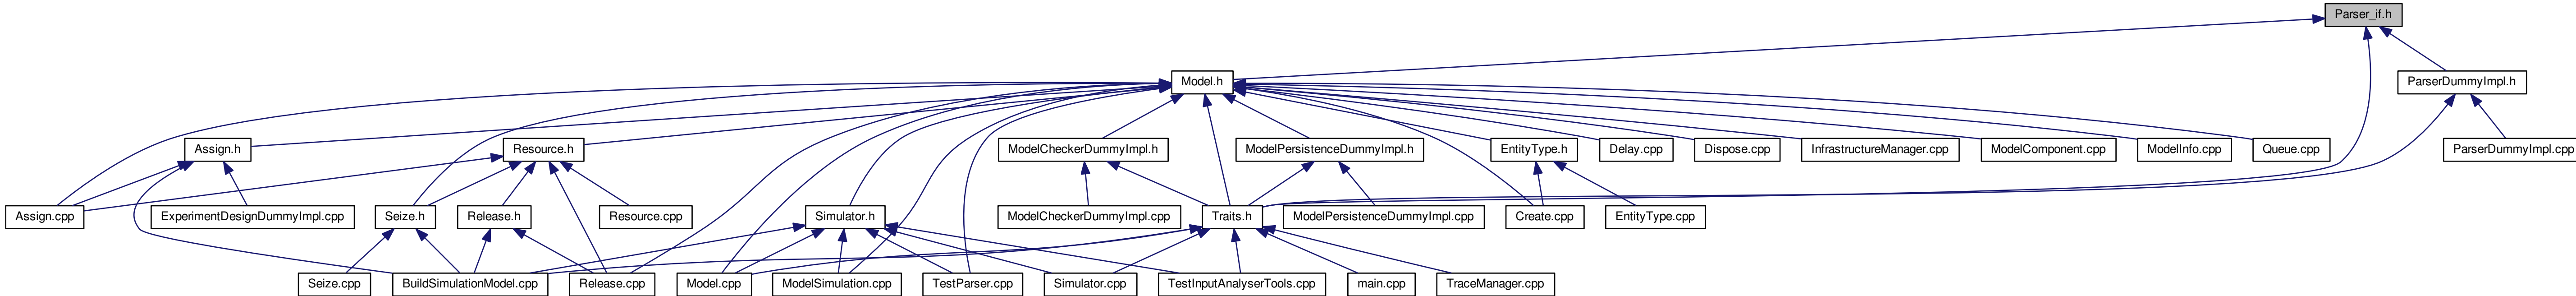 Parser_if.h
Model.h
ParserDummyImpl.h
Assign.h
Resource.h
ModelCheckerDummyImpl.h
ModelPersistenceDummyImpl.h
EntityType.h
Delay.cpp
Dispose.cpp
InfrastructureManager.cpp
ModelComponent.cpp
ModelInfo.cpp
Queue.cpp
ParserDummyImpl.cpp
Assign.cpp
ExperimentDesignDummyImpl.cpp
Seize.h
Release.h
Resource.cpp
Simulator.h
ModelCheckerDummyImpl.cpp
Traits.h
ModelPersistenceDummyImpl.cpp
Create.cpp
EntityType.cpp
Seize.cpp
BuildSimulationModel.cpp
Release.cpp
Model.cpp
ModelSimulation.cpp
TestParser.cpp
Simulator.cpp
TestInputAnalyserTools.cpp
main.cpp
TraceManager.cpp